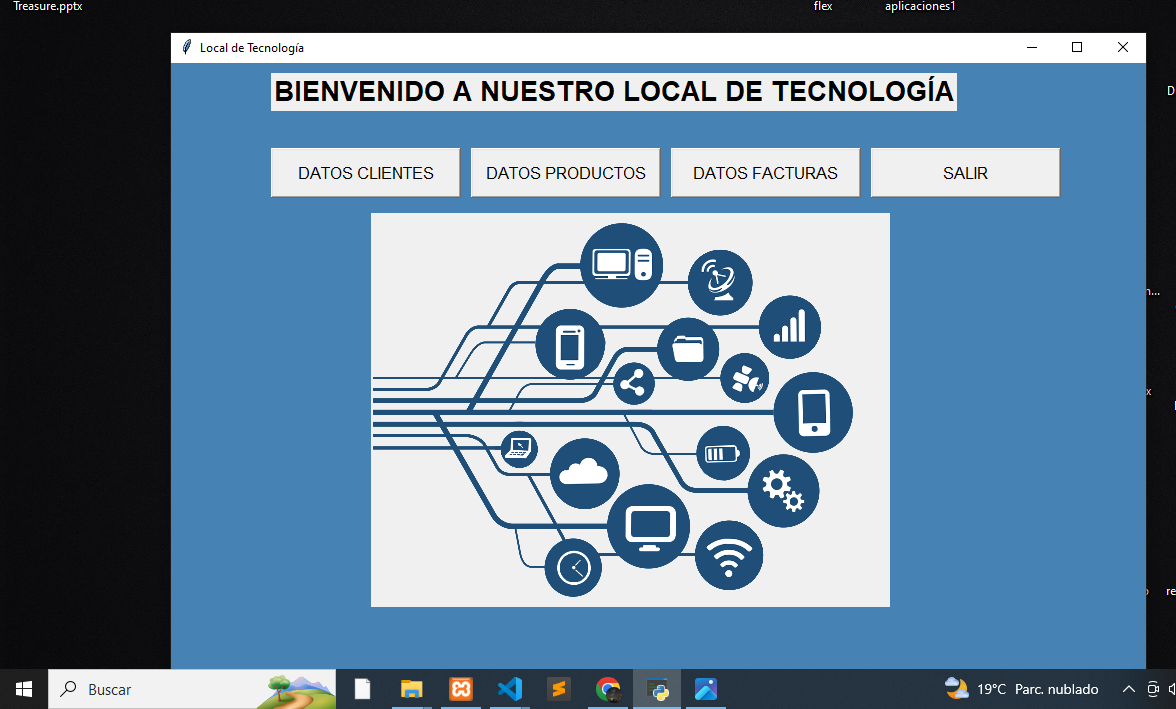 Treasure.pptx
flex
aplicaciones1
Local de Tecnología
BIENVENIDO A NUESTRO LOCAL DE TECNOLOGÍA
DATOS CLIENTES
DATOS PRODUCTOS
DATOS FACTURAS
SALIR
D
n...
x
re
Buscar
19°C Parc. nublado